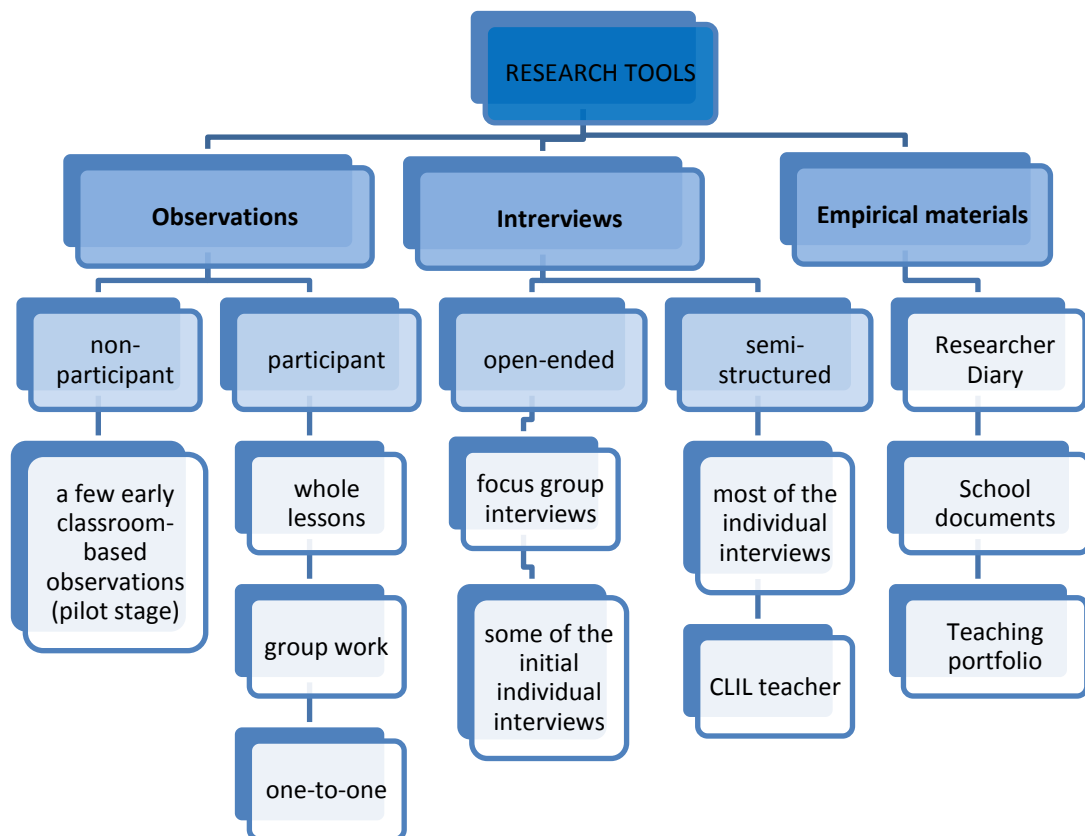 RESEARCH TOOLS
Observations
Intrerviews
Empirical materials
non-
participant
participant
open-ended
semi-
structured
Researcher
Diary
a few early
classroom-
based
observations
(pilot stage)
whole
lessons
focus group
interviews
most of the
individual
interviews
School
documents
group work
some of the
initial
individual
interviews
CLIL teacher
Teaching
portfolio
one-to-one